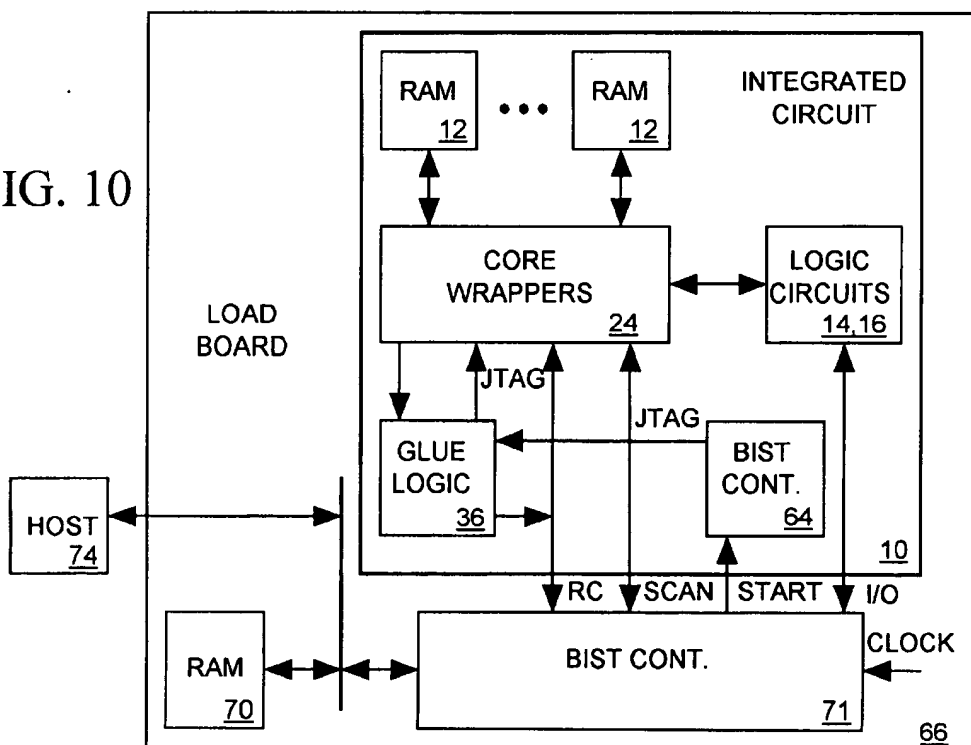 IG. 10
RAM
12
RAM
12
INTEGRATED
CIRCUIT
CORE
WRAPPERS
24
LOGIC
CIRCUITS
14,16
LOAD
BOARD
JTAG
JTAG
GLUE
LOGIC
36
BIST
CONT.
64
HOST
74
10
RC
SCAN
START
I/O
CLOCK
RAM
70
BIST CONT.
71
66